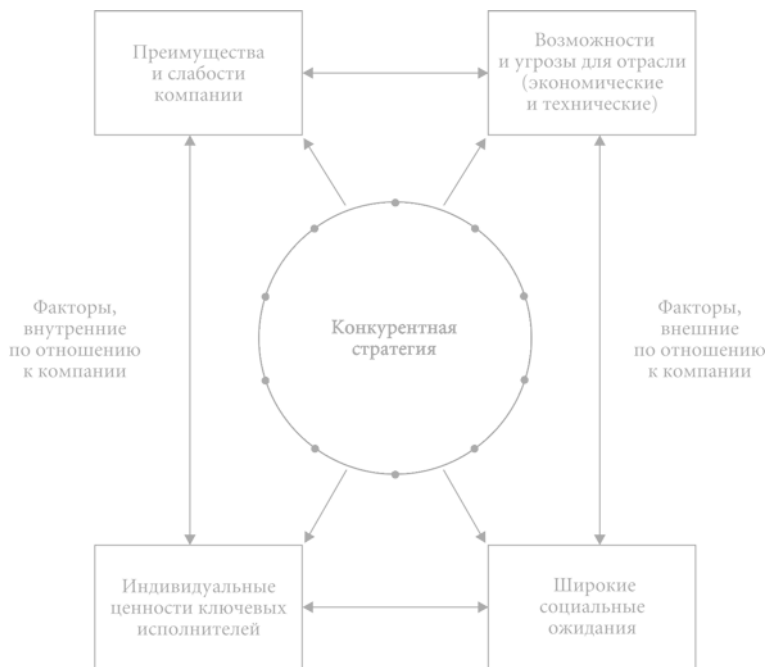 Преимущества
и слабости
компании
Возможности
и угрозы для отрасли
(экономические
и технические)
Факторы,
внутренние
по отношению
к компании
Конкурентная
стратегия
Факторы,
внешние
по отношению
к компании
Индивидуальные
ценности ключевых
исполнителей
Широкие
социальные
ожидания